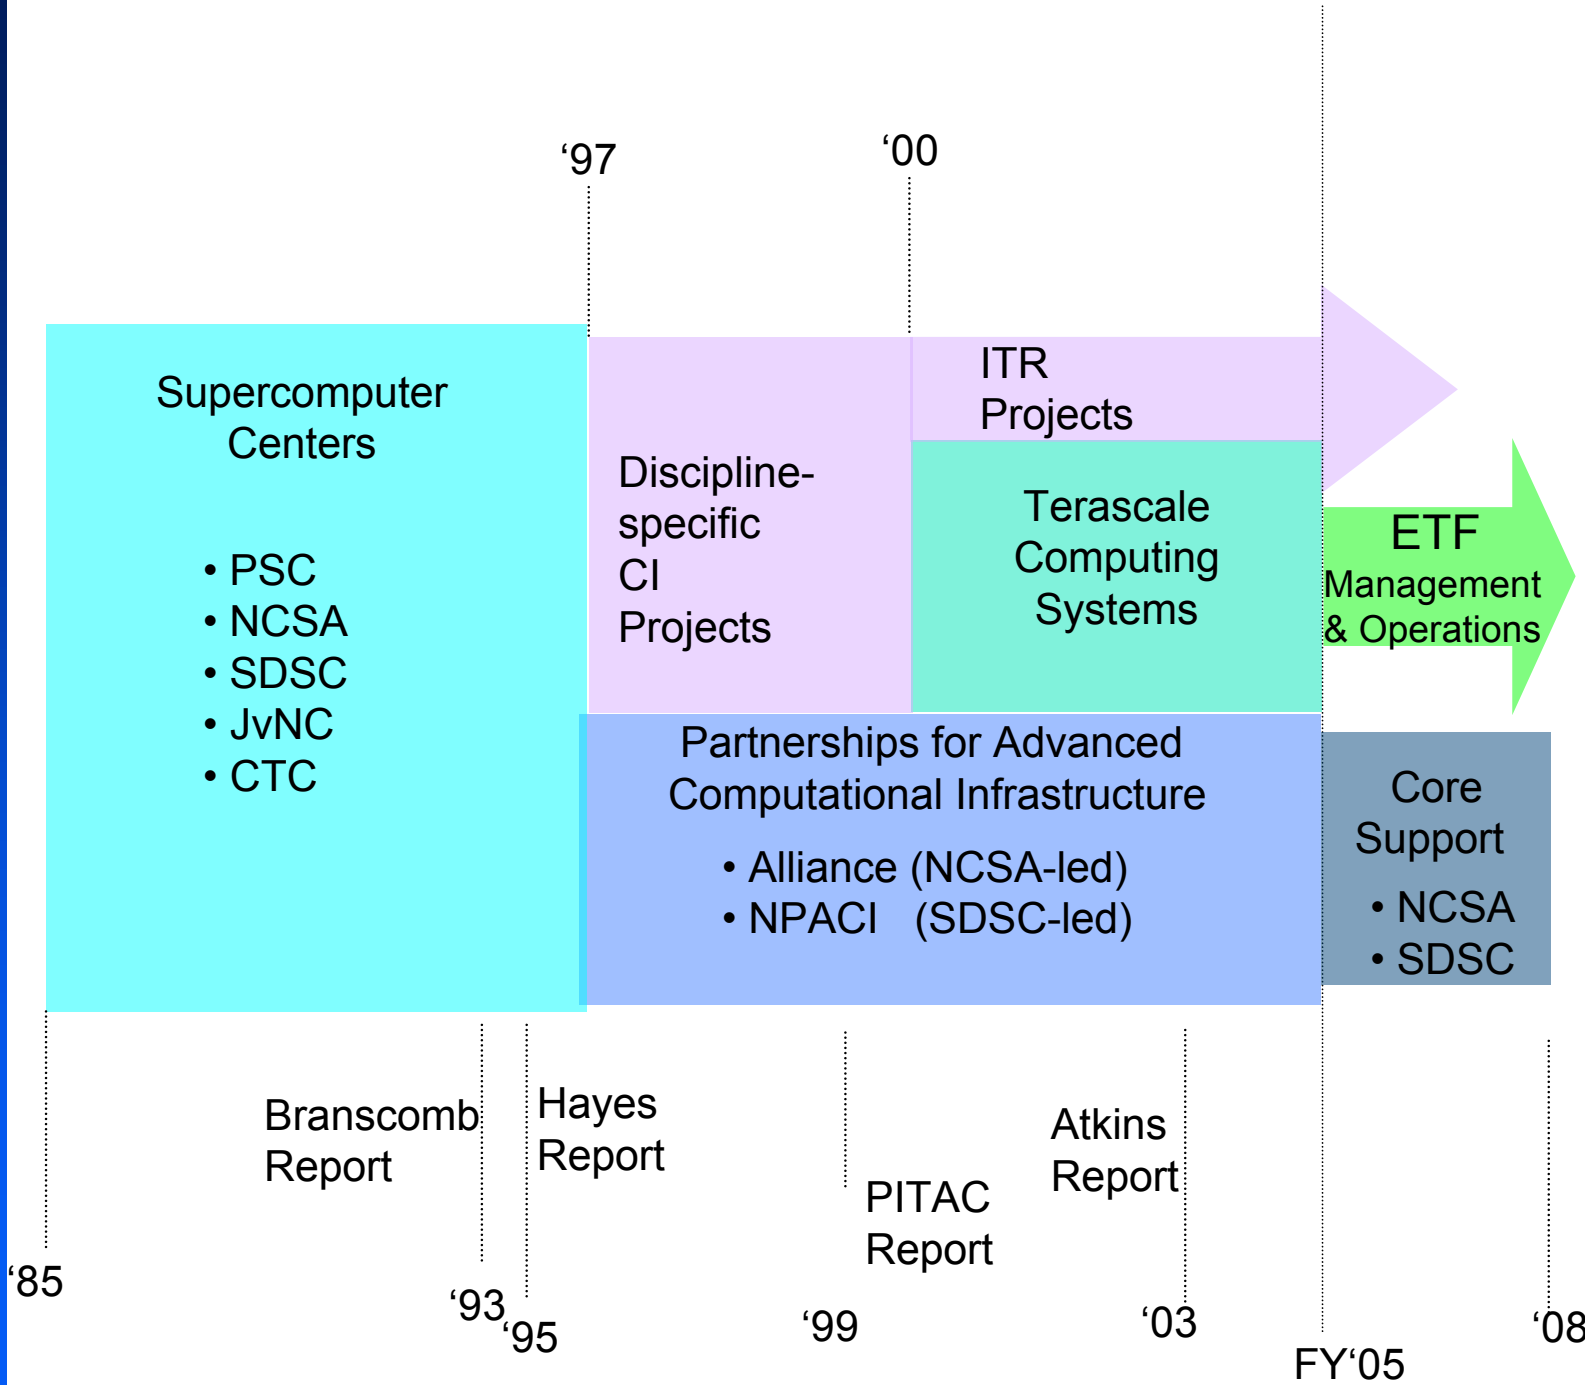 ‘97
‘00
Supercomputer
Centers
• PSC
• NCSA
• SDSC
• JvNC
• CTC
Discipline-
specific
CI
Projects
ITR
Projects
Terascale
Computing
Systems
ETF
Management
& Operations
Partnerships for Advanced
Computational Infrastructure
• Alliance (NCSA-led)
• NPACI (SDSC-led)
Core
Support
• NCSA
• SDSC
Branscomb
Report
Hayes
Report
PITAC
Report
Atkins
Report
‘85
‘93
‘95
‘99
‘03
FY‘05
‘08